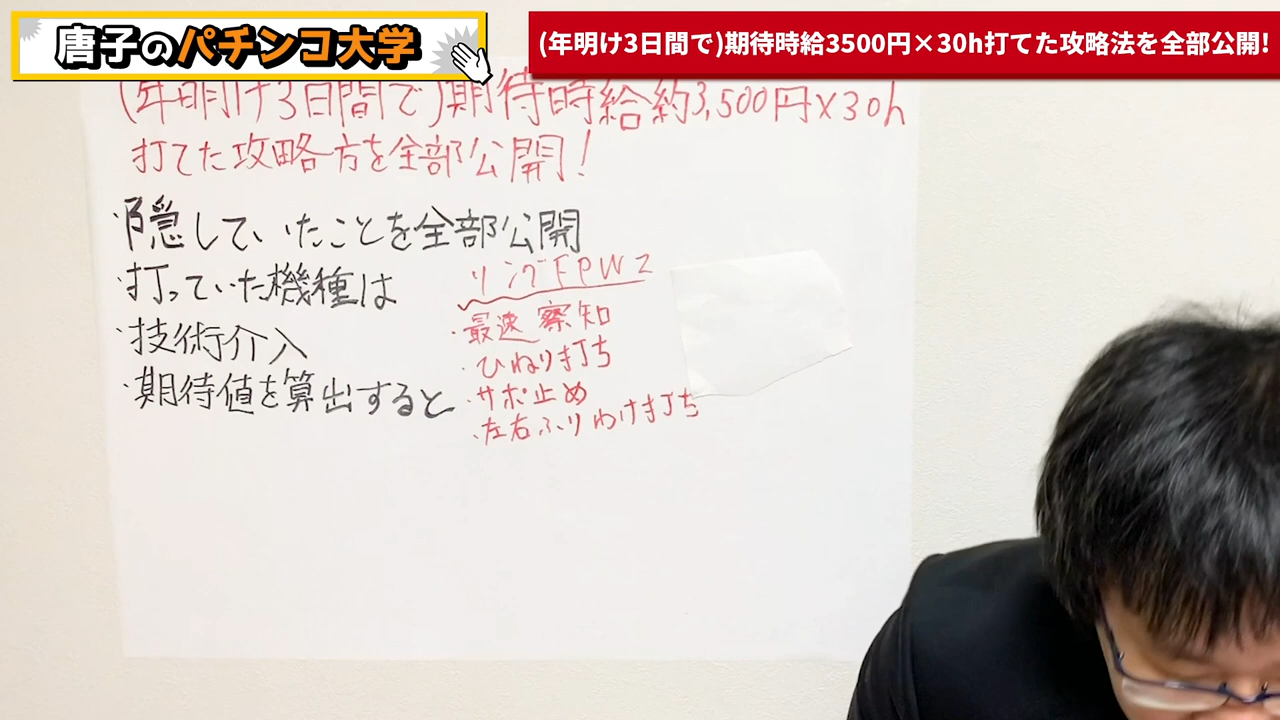 唐子のパチンコ大学
(年明け3日間で)期待時給3500円×30h打てた攻略法を全部公開!
(年明け3日間で)期待時給約3,500円×30h
打てた攻略方を全部公開!
・隠していたことを全部公開
・打っていた機種は
・技術介入
・期待値を算出すると
リングFPW2
・最速察知
・ひねり打ち
・サポ止め
・左右ふりわけ打ち